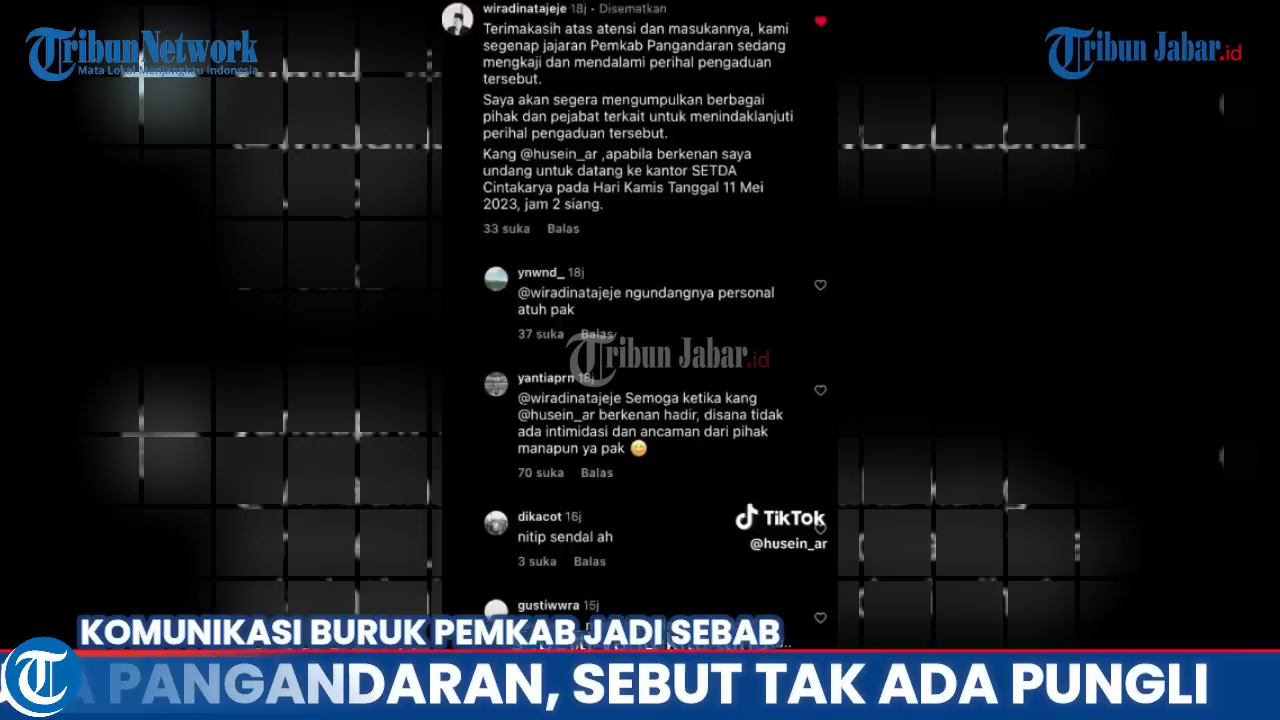 TribunNetwork
Mata Lokal Menjangkau Indonesia
Tribun Jabar.id
wiradinatajeje 18j - Disematkan
Terimakasih atas atensi dan masukannya, kami
segenap jajaran Pemkab Pangandaran sedang
mengkaji dan mendalami perihal pengaduan
tersebut.
Saya akan segera mengumpulkan berbagai
pihak dan pejabat terkait untuk menindaklanjuti
perihal pengaduan tersebut.
Kang @husein_ar ,apabila berkenan saya
undang untuk datang ke kantor SETDA
Cintakarya pada Hari Kamis Tanggal 11 Mei
2023, jam 2 siang.
33 suka Balas
ynwnd_ 18j
@wiradinatajeje ngundangnya personal
atuh pak
37 suka Balas
Tribun Jabar.id
yantiaprn 18j
@wiradinatajeje Semoga ketika kang
@husein_ar berkenan hadir, disana tidak
ada intimidasi dan ancaman dari pihak
manapun ya pak 😊
70 suka Balas
dikacot 16j
nitip sendal ah
3 suka Balas
TikTok
@husein_ar
gustiwwra 15j
KOMUNIKASI BURUK PEMKAB JADI SEBAB
PANGANDARAN, SEBUT TAK ADA PUNGLI